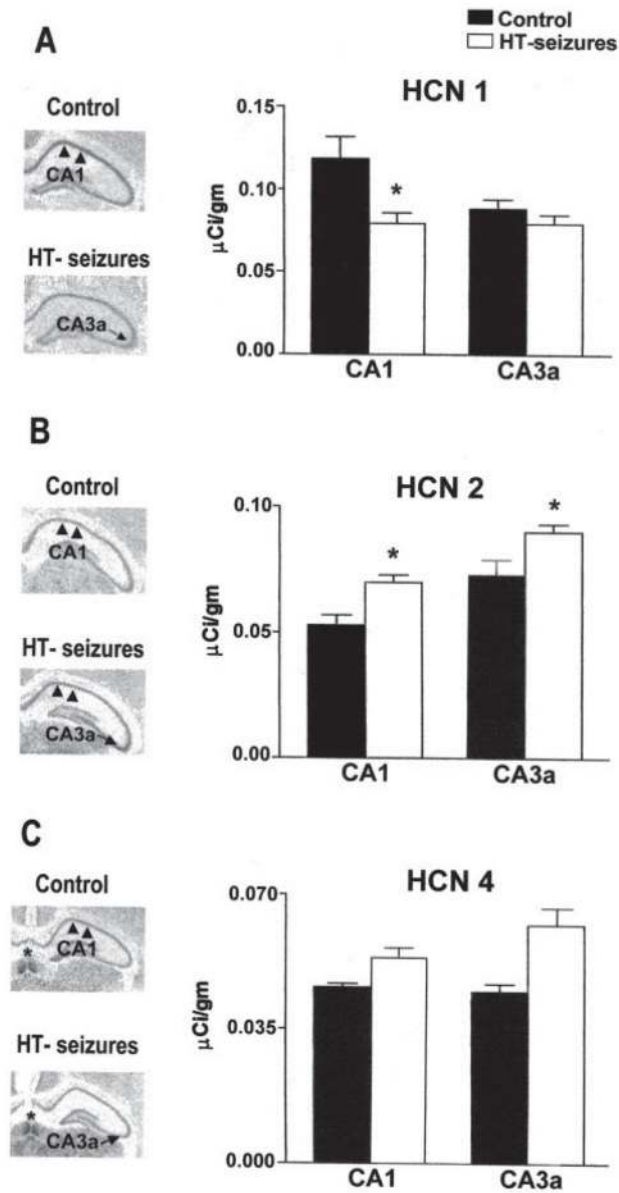 Control
HT-seizures
A
HCN 1
Control
CA1
HT- seizures
CA3a
μCi/gm
0.15
0.10
0.05
0.00
*
CA1
CA3a
B
HCN 2
Control
CA1
HT- seizures
CA3a
μCi/gm
0.10
0.05
0.00
*
*
CA1
CA3a
C
HCN 4
Control
CA1
*
HT- seizures
*
CA3a
μCi/gm
0.070
0.035
0.000
CA1
CA3a